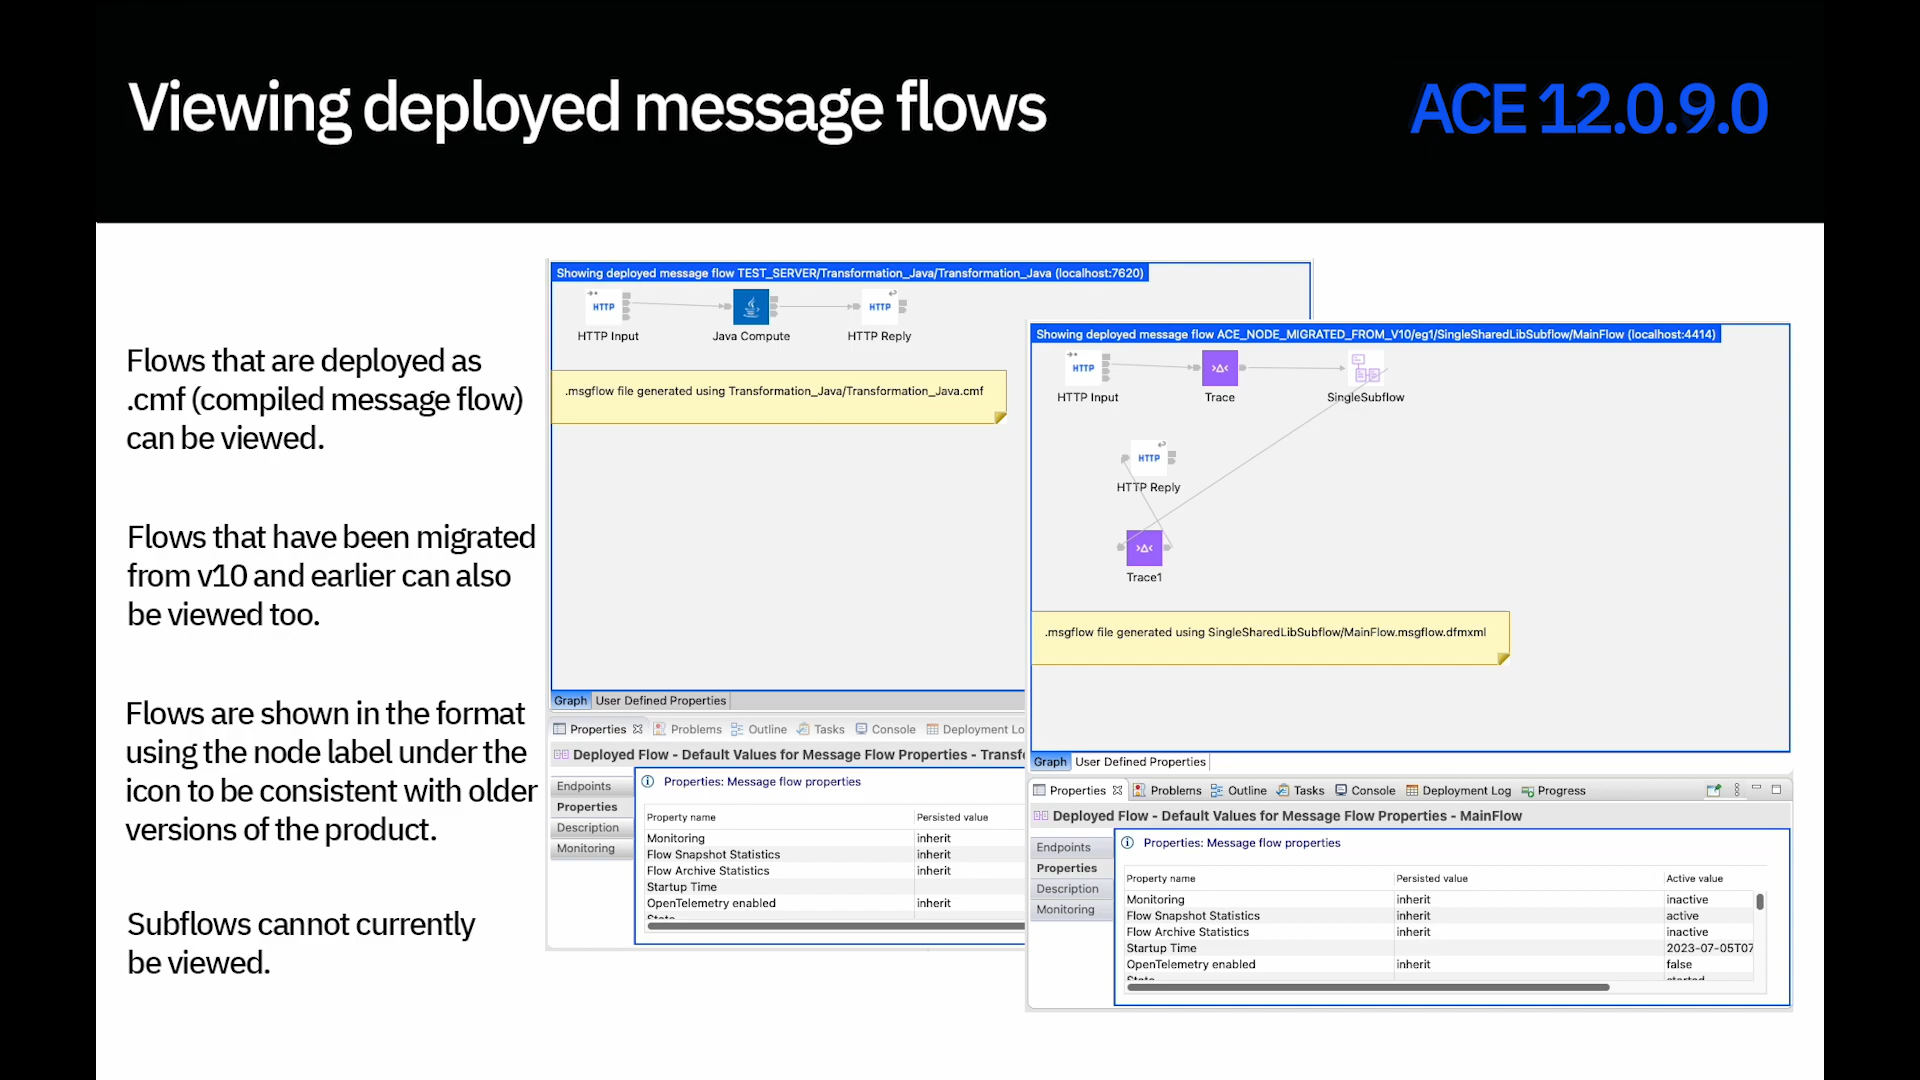 Viewing deployed message flows
ACE 12.0.9.0
Flows that are deployed as
.cmf (compiled message flow)
can be viewed.
Flows that have been migrated
from v10 and earlier can also
be viewed too.
Flows are shown in the format
using the node label under the
icon to be consistent with older
versions of the product.
Subflows cannot currently
be viewed.
Showing deployed message flow TEST_SERVER/Transformation_Java/Transformation_Java (localhost:7620)
HTTP
HTTP
HTTP Input
Java Compute
HTTP Reply
.msgflow file generated using Transformation_Java/Transformation_Java.cmf
Graph
User Defined Properties
Properties
Problems
Outline
Tasks
Console
Deployment Lo
Deployed Flow - Default Values for Message Flow Properties - Transf
Endpoints
Properties
Description
Monitoring
Properties: Message flow properties
Property name Persisted value
Monitoring inherit
Flow Snapshot Statistics inherit
Flow Archive Statistics inherit
Startup Time
OpenTelemetry enabled inherit
State
Showing deployed message flow ACE_NODE_MIGRATED_FROM_V10/eg1/SingleSharedLibSubflow/MainFlow (localhost:4414)
HTTP
HTTP Input
Trace
SingleSubflow
HTTP
HTTP Reply
Trace1
.msgflow file generated using SingleSharedLibSubflow/MainFlow.msgflow.dfmxml
Graph
User Defined Properties
Properties
Problems
Outline
Tasks
Console
Deployment Log
Progress
Deployed Flow - Default Values for Message Flow Properties - MainFlow
Endpoints
Properties
Description
Monitoring
Properties: Message flow properties
Property name Persisted value Active value
Monitoring inherit inactive
Flow Snapshot Statistics inherit active
Flow Archive Statistics inherit inactive
Startup Time 2023-07-05T07
OpenTelemetry enabled inherit false
State started